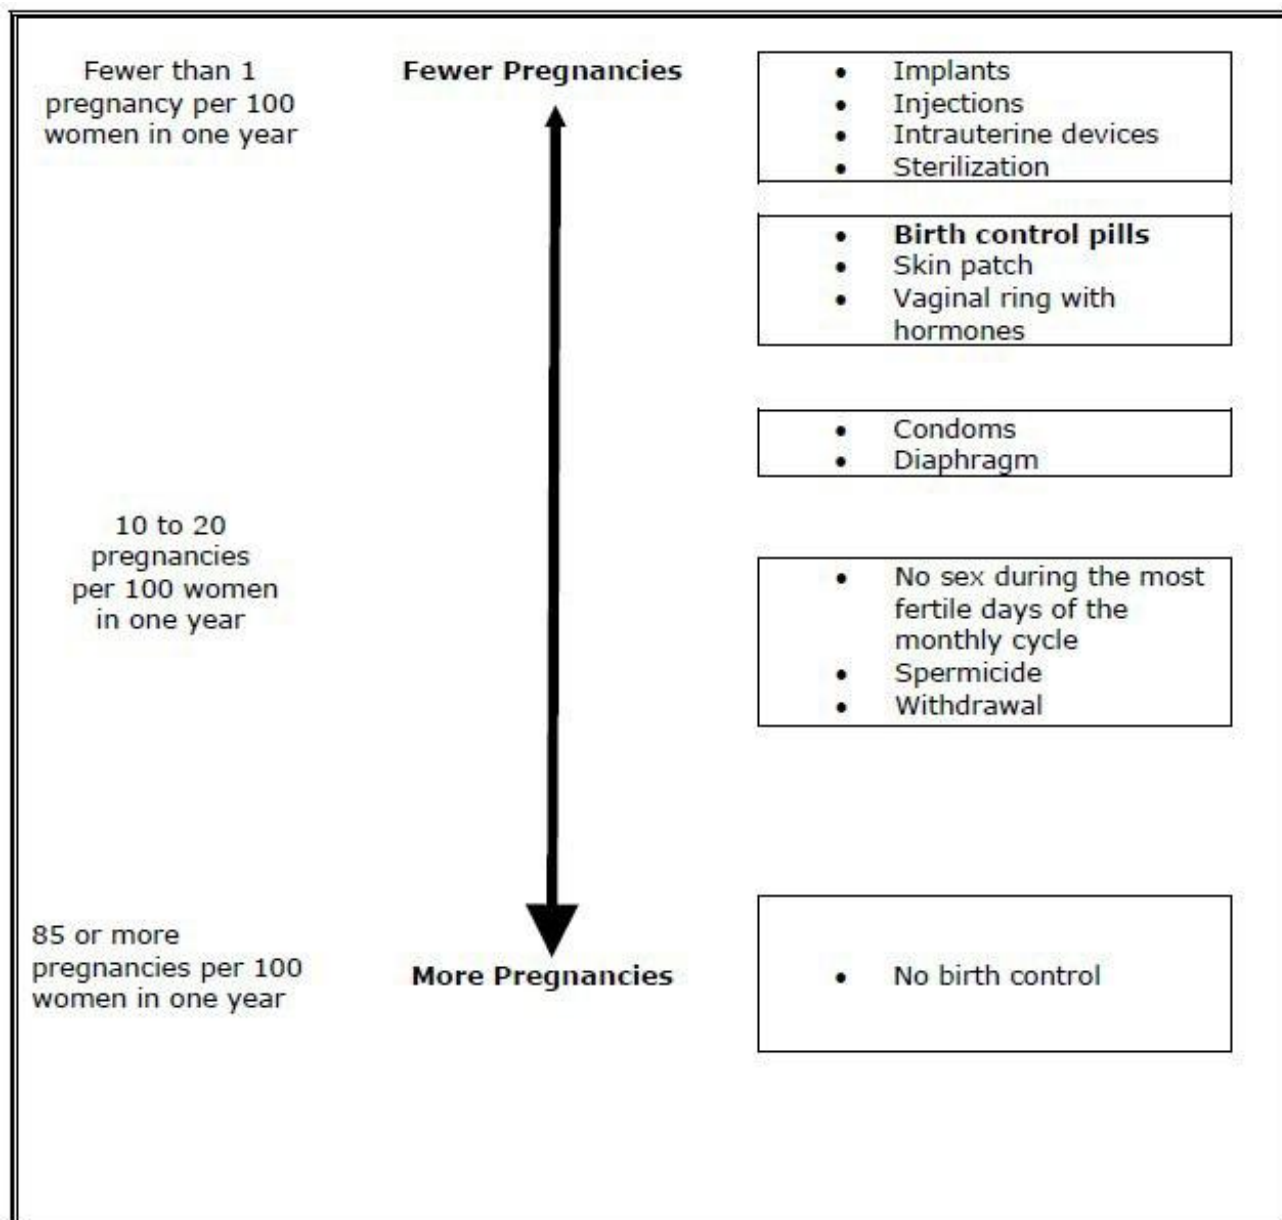 Fewer than 1
pregnancy per 100
women in one year
Fewer Pregnancies
• Implants
• Injections
• Intrauterine devices
• Sterilization
• Birth control pills
• Skin patch
• Vaginal ring with
hormones
• Condoms
• Diaphragm
10 to 20
pregnancies
per 100 women
in one year
• No sex during the most
fertile days of the
monthly cycle
• Spermicide
• Withdrawal
85 or more
pregnancies per 100
women in one year
More Pregnancies
• No birth control